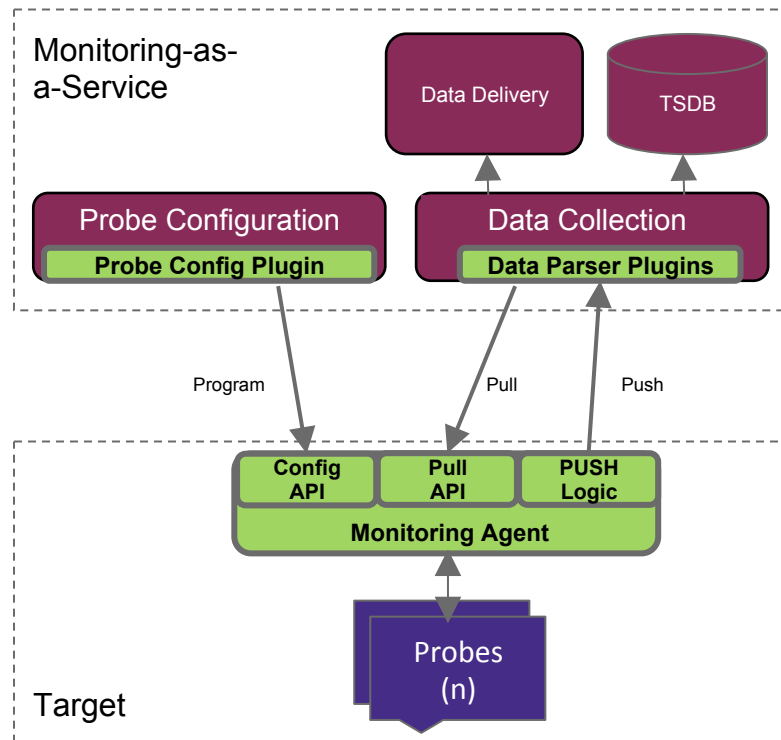 Monitoring-as-
a-Service
Data Delivery
TSDB
Probe Configuration
Probe Config Plugin
Data Collection
Data Parser Plugins
Program
Pull
Push
Config
API
Pull
API
PUSH
Logic
Monitoring Agent
Probes
(n)
Target